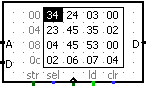 00 34 24 03 00
04 23 45 35 02
A 08 04 45 53 00 D
D 0c 02 06 07 04
str sel ld clr